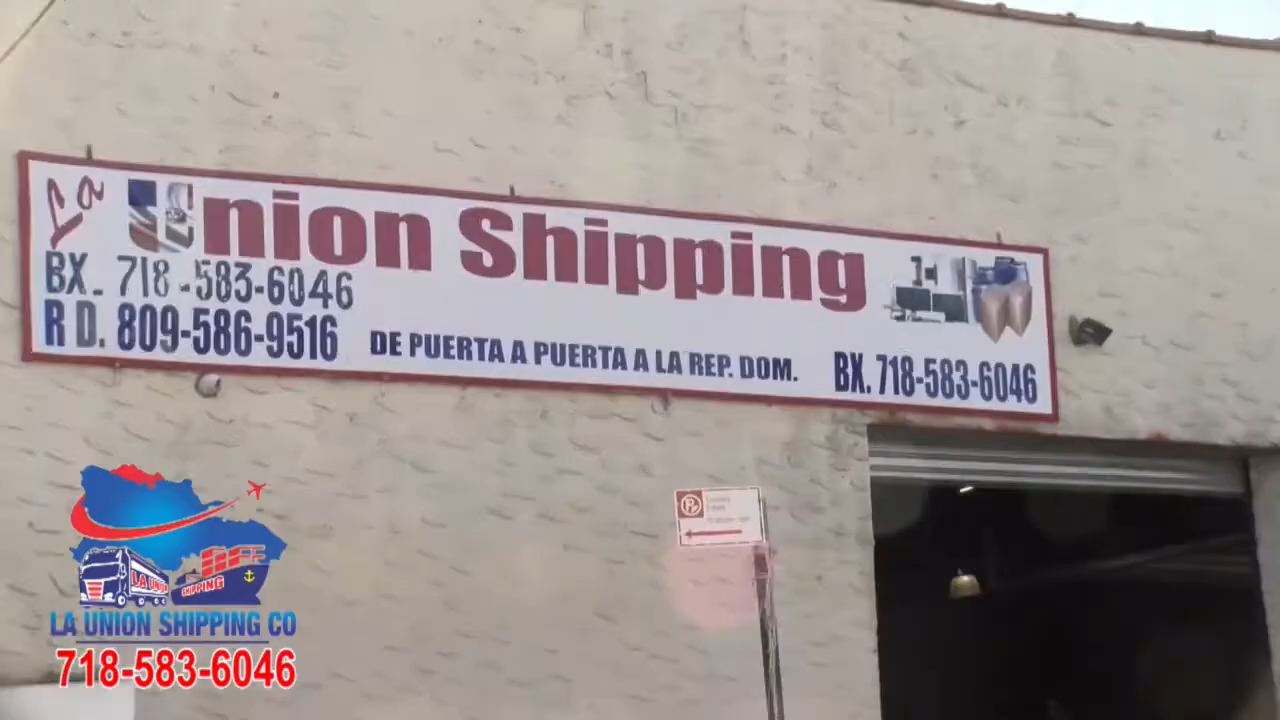 La Union Shipping
BX. 718-583-6046
R D. 809-586-9516
DE PUERTA A PUERTA A LA REP. DOM.
BX. 718-583-6046
LA UNION
SHIPPING
LA UNION SHIPPING CO
718-583-6046